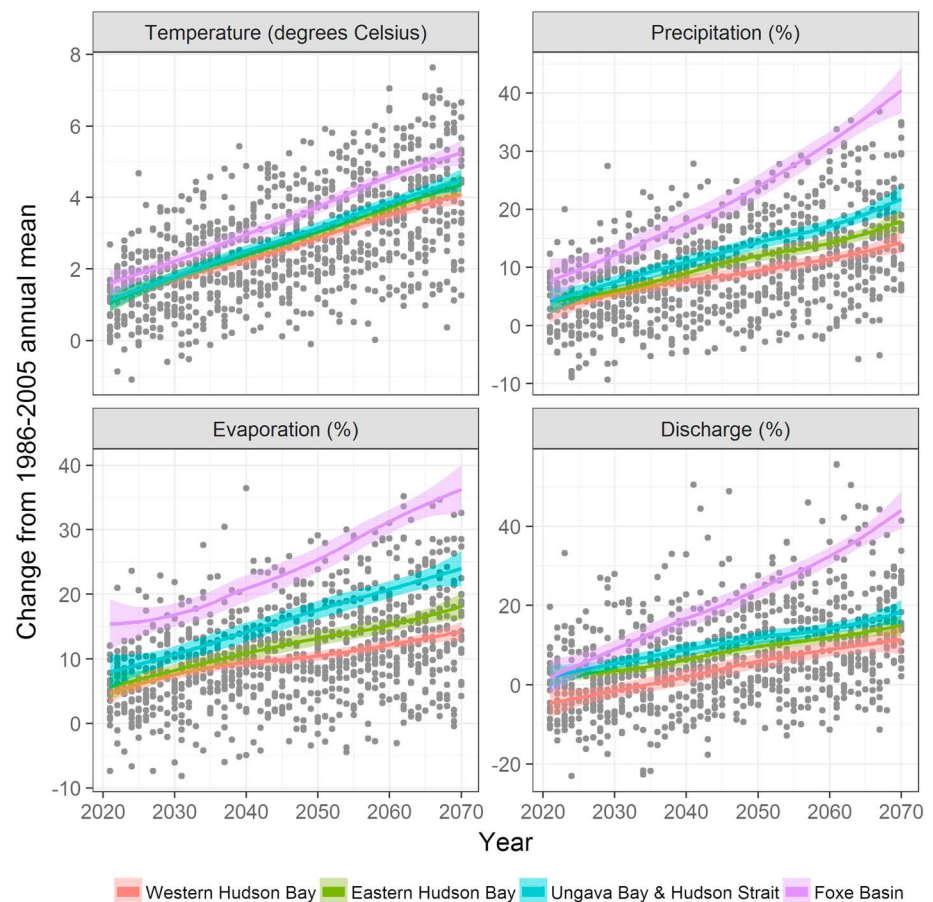 Temperature (degrees Celsius)
Precipitation (%)
8
6
4
2
0
40
30
20
10
0
-10
Change from 1986-2005 annual mean
Evaporation (%)
Discharge (%)
40
30
20
10
0
-10
40
20
0
-20
2020 2030 2040 2050 2060 2070
2020 2030 2040 2050 2060 2070
Year
Western Hudson Bay Eastern Hudson Bay Ungava Bay & Hudson Strait Foxe Basin